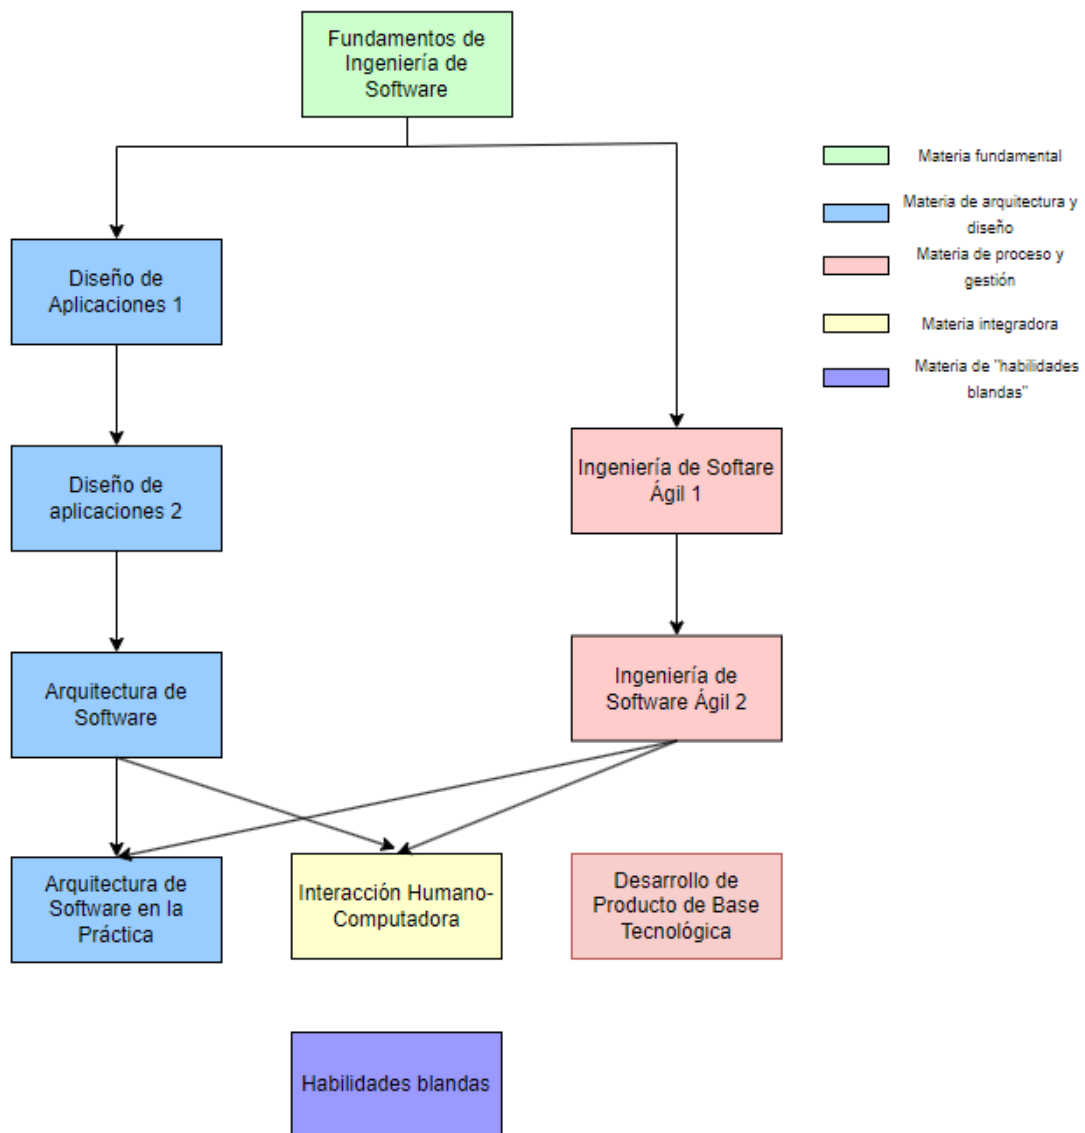 Fundamentos de
Ingeniería de
Software
Materia fundamental
Materia de arquitectura y
diseño
Materia de proceso y
gestión
Materia integradora
Materia de "habilidades
blandas"
Diseño de
Aplicaciones 1
Diseño de
aplicaciones 2
Ingeniería de Softare
Ágil 1
Arquitectura de
Software
Ingeniería de
Software Ágil 2
Arquitectura de
Software en la
Práctica
Interacción Humano-
Computadora
Desarrollo de
Producto de Base
Tecnológica
Habilidades blandas